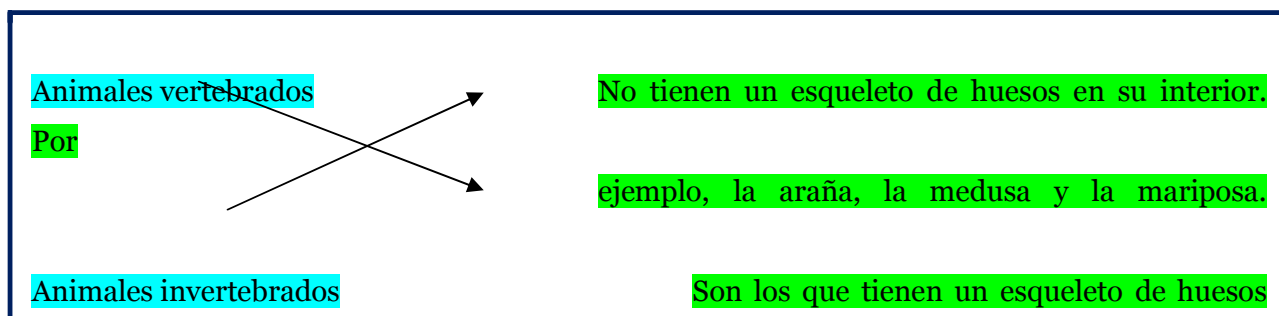 Animales vertebrados No tienen un esqueleto de huesos en su interior.
Por
ejemplo, la araña, la medusa y la mariposa.
Animales invertebrados Son los que tienen un esqueleto de huesos